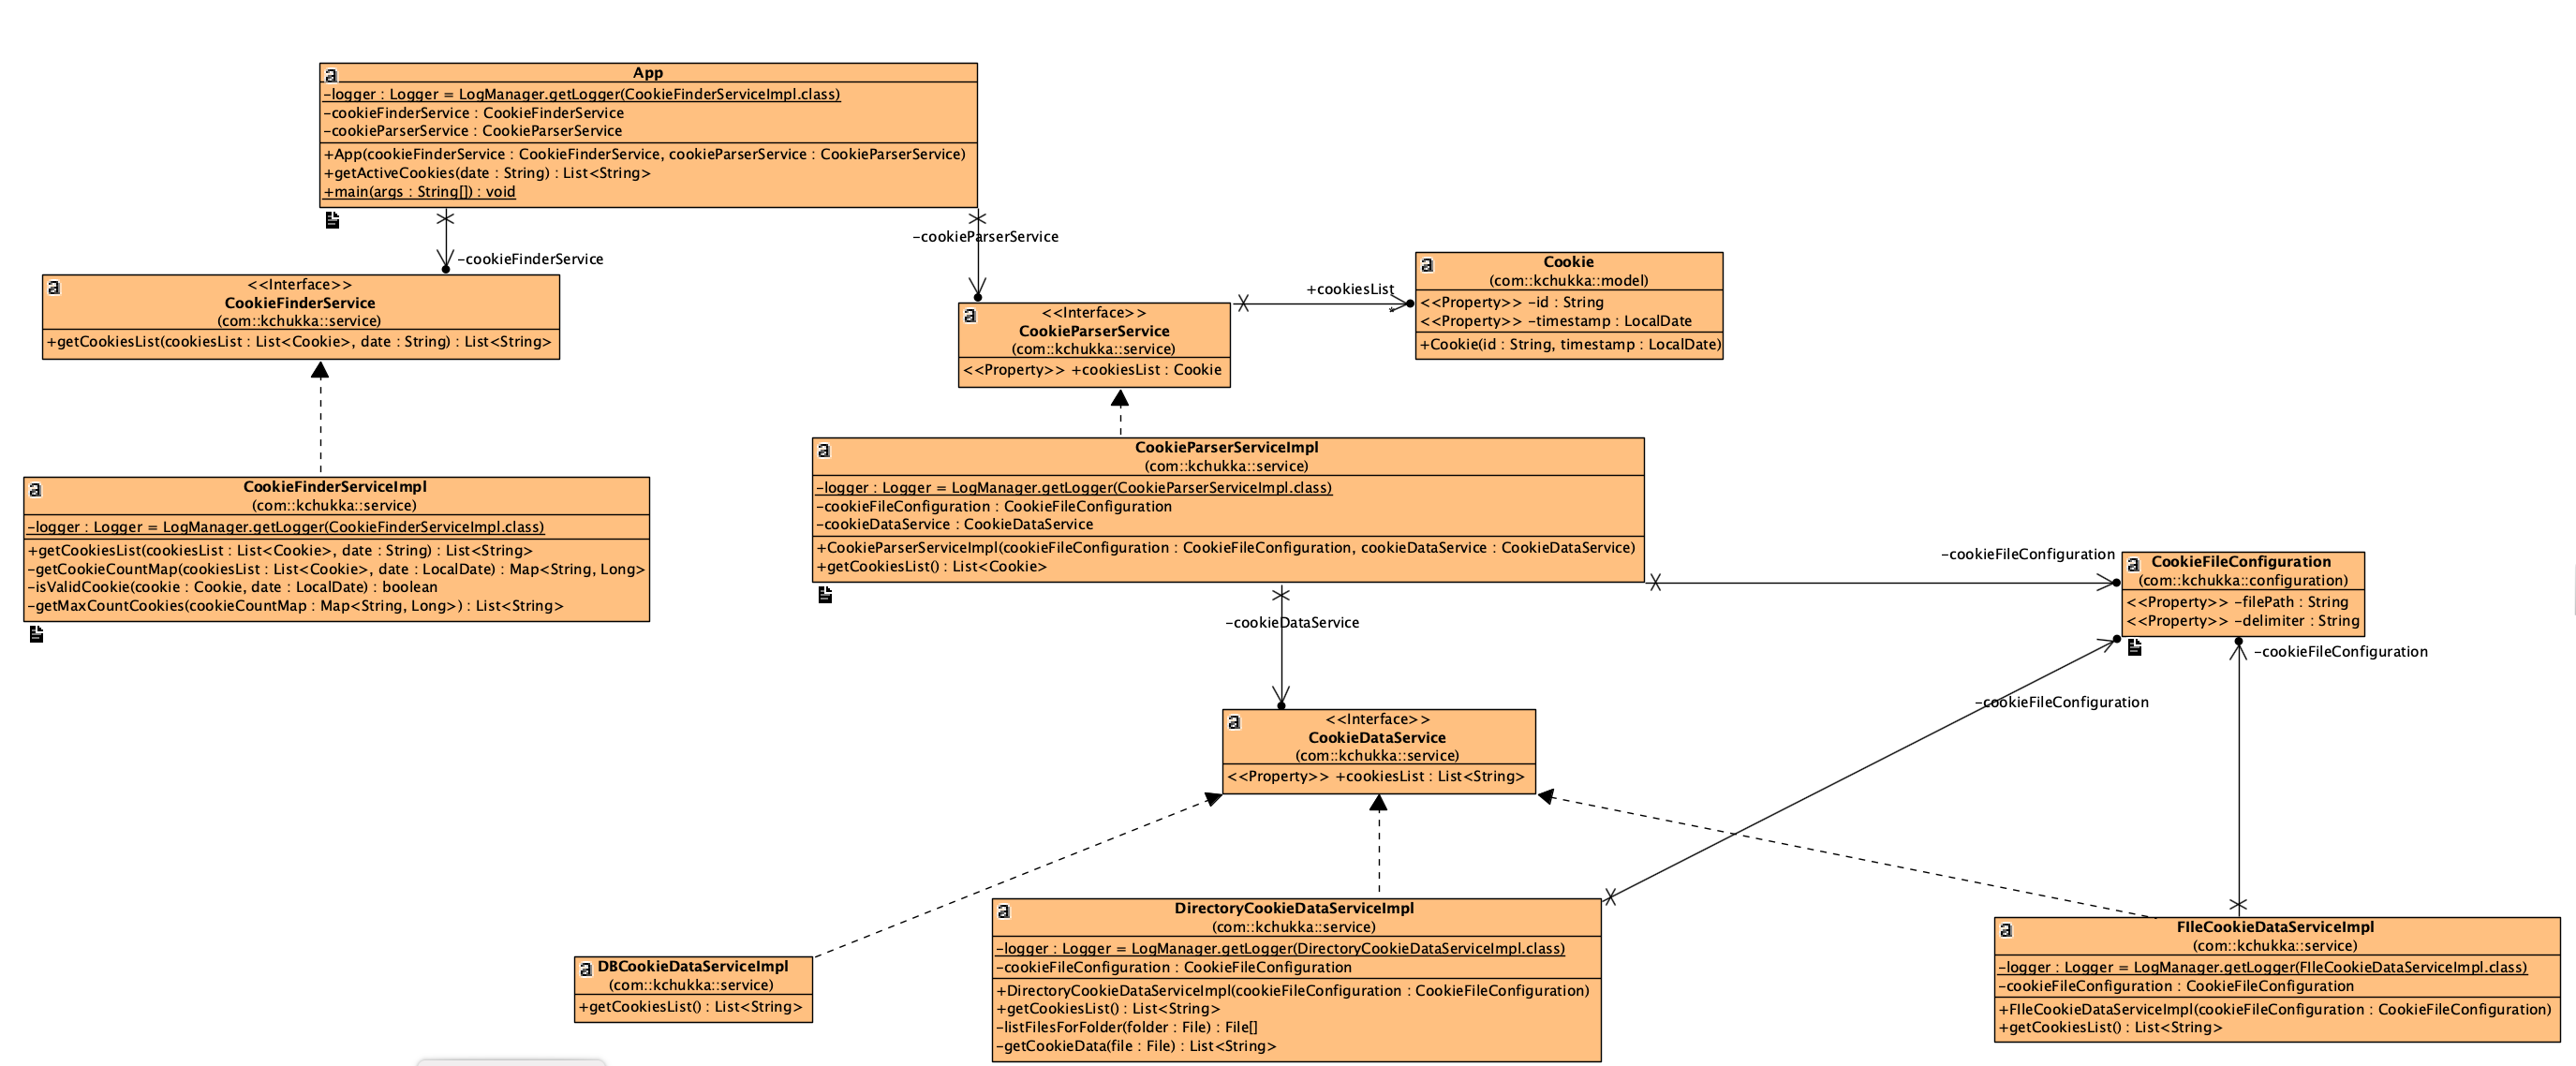 App
-logger : Logger = LogManager.getLogger(CookieFinderServiceImpl.class)
-cookieFinderService : CookieFinderService
-cookieParserService : CookieParserService
+App(cookieFinderService : CookieFinderService, cookieParserService : CookieParserService)
+getActiveCookies(date : String) : List<String>
+main(args : String[]) : void
-cookieFinderService
-cookieParserService
<<Interface>>
CookieFinderService
(com::kchukka::service)
+getCookiesList(cookiesList : List<Cookie>, date : String) : List<String>
<<Interface>>
CookieParserService
(com::kchukka::service)
<<Property>> +cookiesList : Cookie
+cookiesList
Cookie
(com::kchukka::model)
<<Property>> -id : String
<<Property>> -timestamp : LocalDate
+Cookie(id : String, timestamp : LocalDate)
CookieFinderServiceImpl
(com::kchukka::service)
-logger : Logger = LogManager.getLogger(CookieFinderServiceImpl.class)
+getCookiesList(cookiesList : List<Cookie>, date : String) : List<String>
-getCookieCountMap(cookiesList : List<Cookie>, date : LocalDate) : Map<String, Long>
-isValidCookie(cookie : Cookie, date : LocalDate) : boolean
-getMaxCountCookies(cookieCountMap : Map<String, Long>) : List<String>
CookieParserServiceImpl
(com::kchukka::service)
-logger : Logger = LogManager.getLogger(CookieParserServiceImpl.class)
-cookieFileConfiguration : CookieFileConfiguration
-cookieDataService : CookieDataService
+CookieParserServiceImpl(cookieFileConfiguration : CookieFileConfiguration, cookieDataService : CookieDataService)
+getCookiesList() : List<Cookie>
-cookieFileConfiguration
CookieFileConfiguration
(com::kchukka::configuration)
<<Property>> -filePath : String
<<Property>> -delimiter : String
-cookieDataService
-cookieFileConfiguration
-cookieFileConfiguration
<<Interface>>
CookieDataService
(com::kchukka::service)
<<Property>> +cookiesList : List<String>
DBCookieDataServiceImpl
(com::kchukka::service)
+getCookiesList() : List<String>
DirectoryCookieDataServiceImpl
(com::kchukka::service)
-logger : Logger = LogManager.getLogger(DirectoryCookieDataServiceImpl.class)
-cookieFileConfiguration : CookieFileConfiguration
+DirectoryCookieDataServiceImpl(cookieFileConfiguration : CookieFileConfiguration)
+getCookiesList() : List<String>
-listFilesForFolder(folder : File) : File[]
-getCookieData(file : File) : List<String>
FIleCookieDataServiceImpl
(com::kchukka::service)
-logger : Logger = LogManager.getLogger(FIleCookieDataServiceImpl.class)
-cookieFileConfiguration : CookieFileConfiguration
+FIleCookieDataServiceImpl(cookieFileConfiguration : CookieFileConfiguration)
+getCookiesList() : List<String>